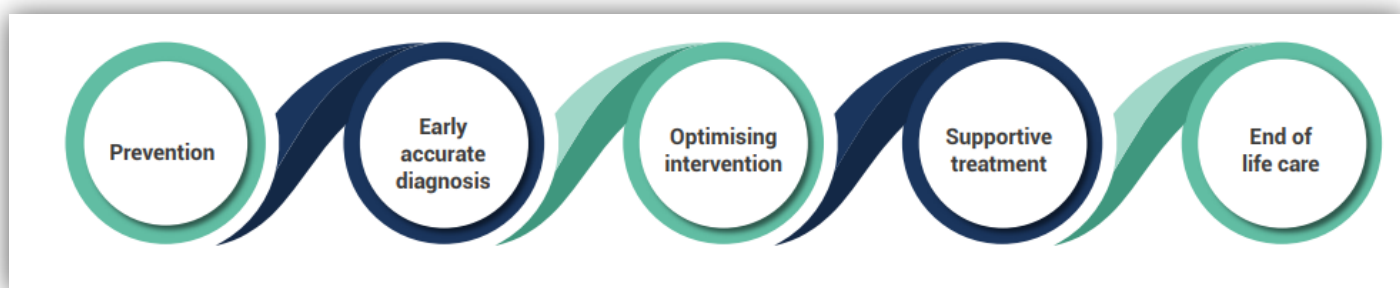 Prevention
Early
accurate
diagnosis
Optimising
intervention
Supportive
treatment
End of
life care